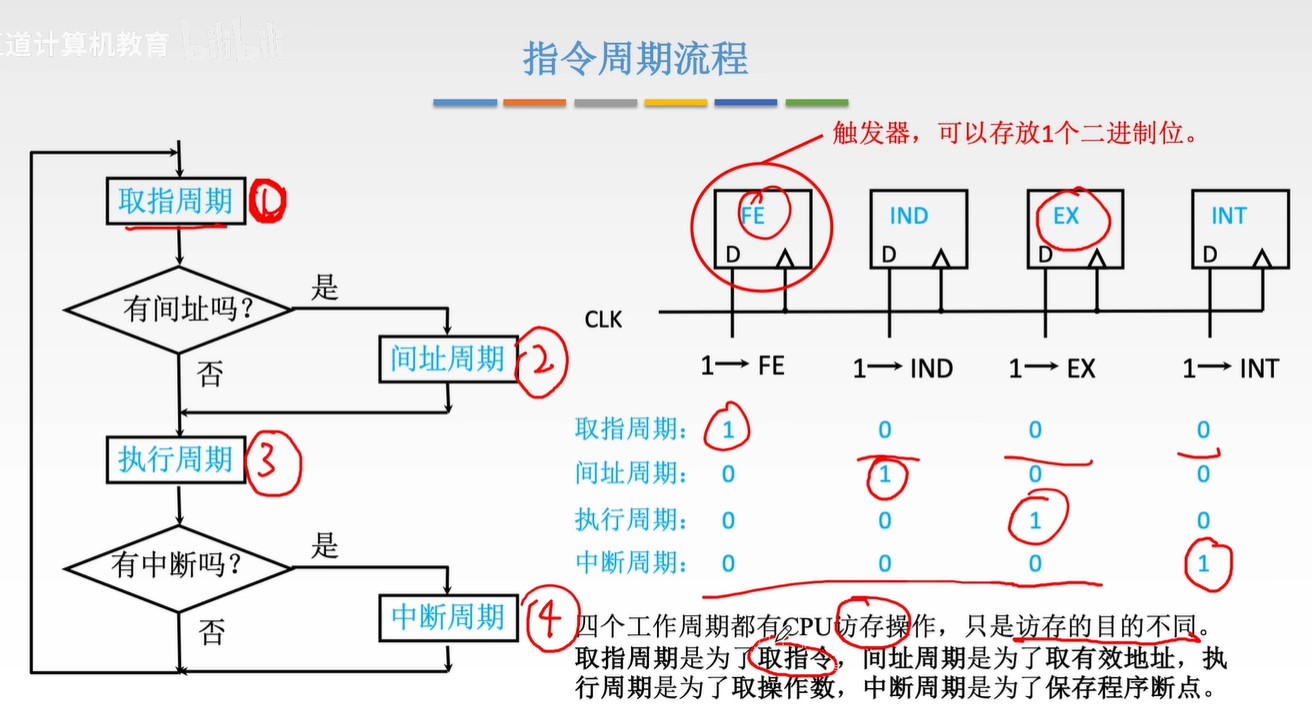 道计算机教育 bilibili
指令周期流程
触发器，可以存放1个二进制位。
取指周期 1
有间址吗？
是
否
间址周期 2
执行周期 3
有中断吗？
是
否
中断周期 4
FE IND EX INT
D D D D
CLK
1→ FE 1→ IND 1→ EX 1→ INT
取指周期： 1 0 0 0
间址周期： 0 1 0 0
执行周期： 0 0 1 0
中断周期： 0 0 0 1
四个工作周期都有CPU访存操作，只是访存的目的不同。
取指周期是为了取指令，间址周期是为了取有效地址，执
行周期是为了取操作数，中断周期是为了保存程序断点。